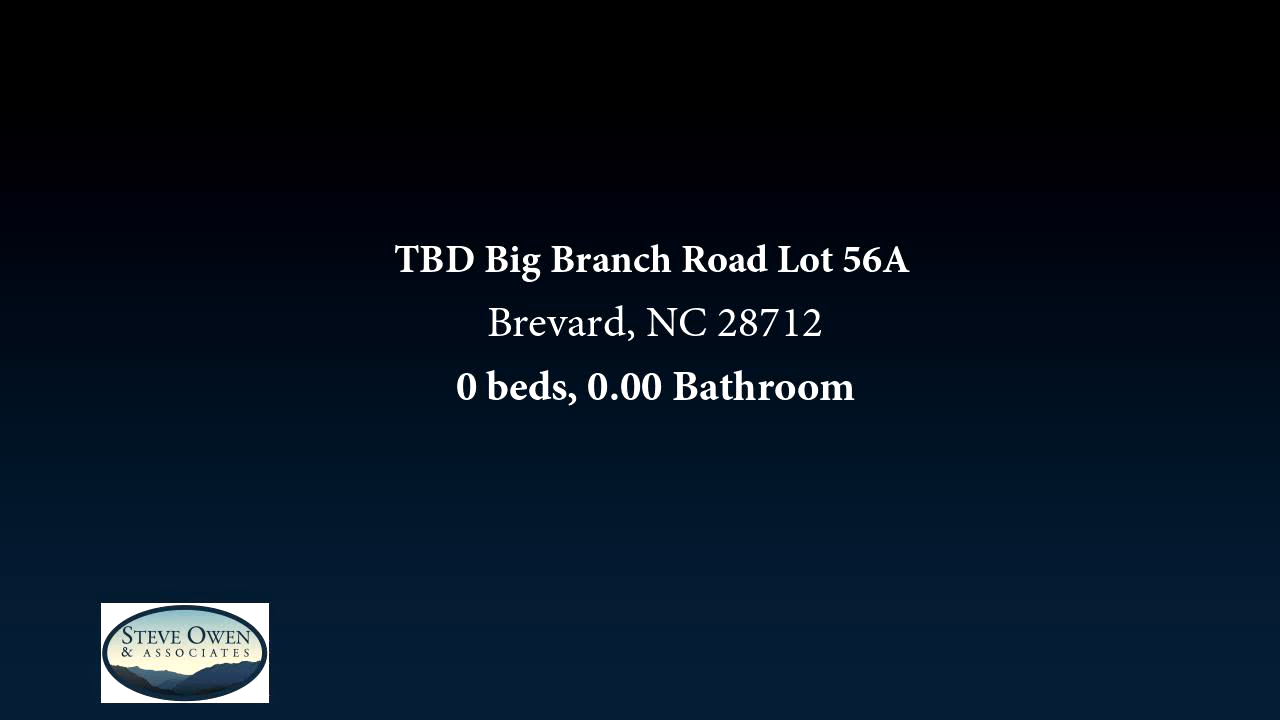 TBD Big Branch Road Lot 56A
Brevard, NC 28712
0 beds, 0.00 Bathroom
STEVE OWEN
& ASSOCIATES